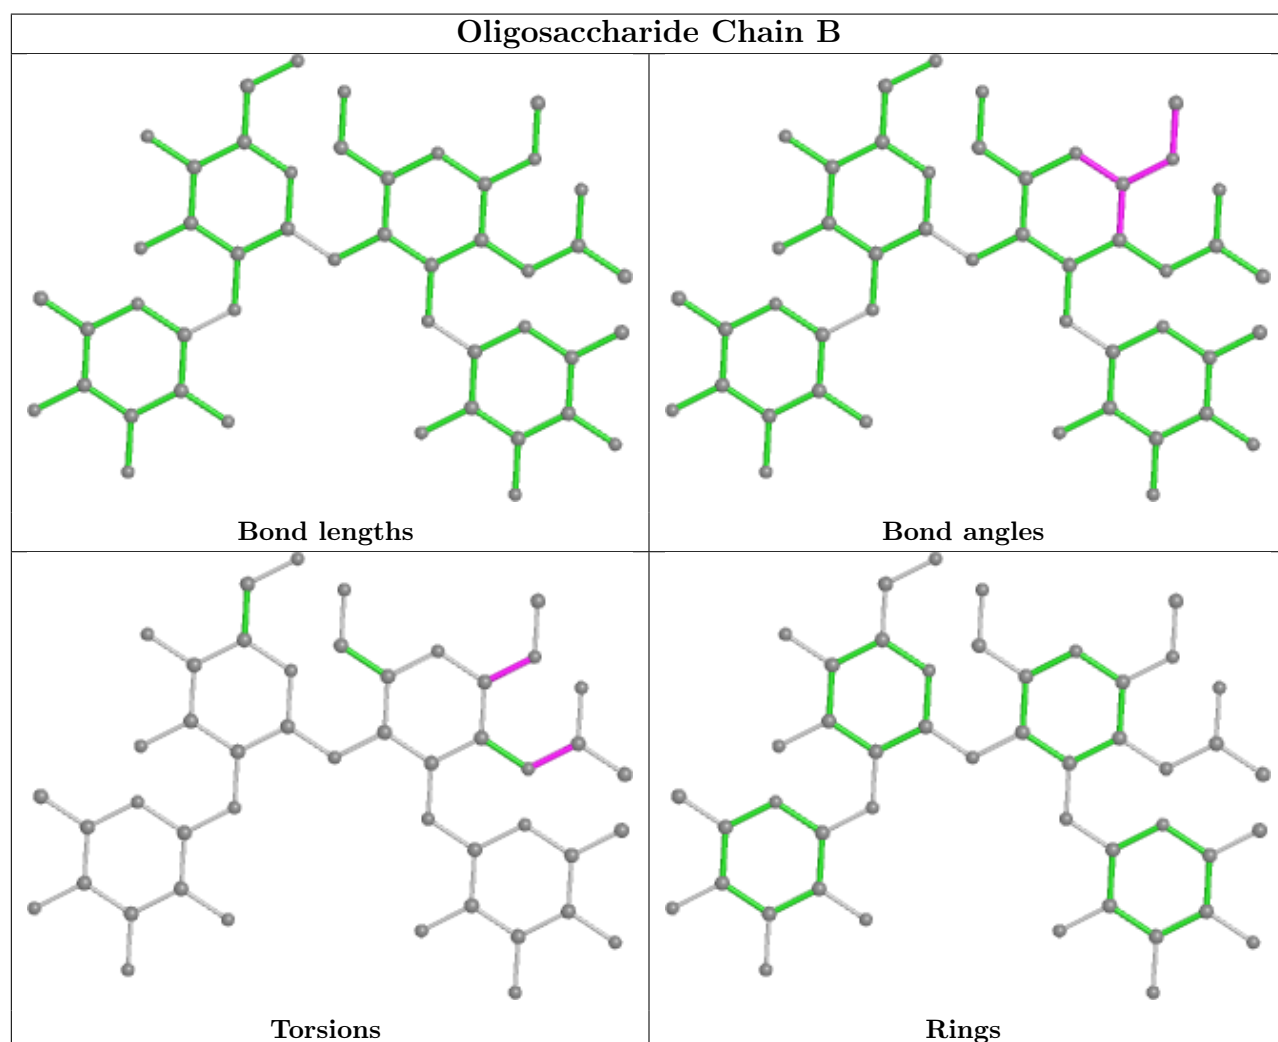 Oligosaccharide Chain B
Bond lengths
Bond angles
Torsions
Rings